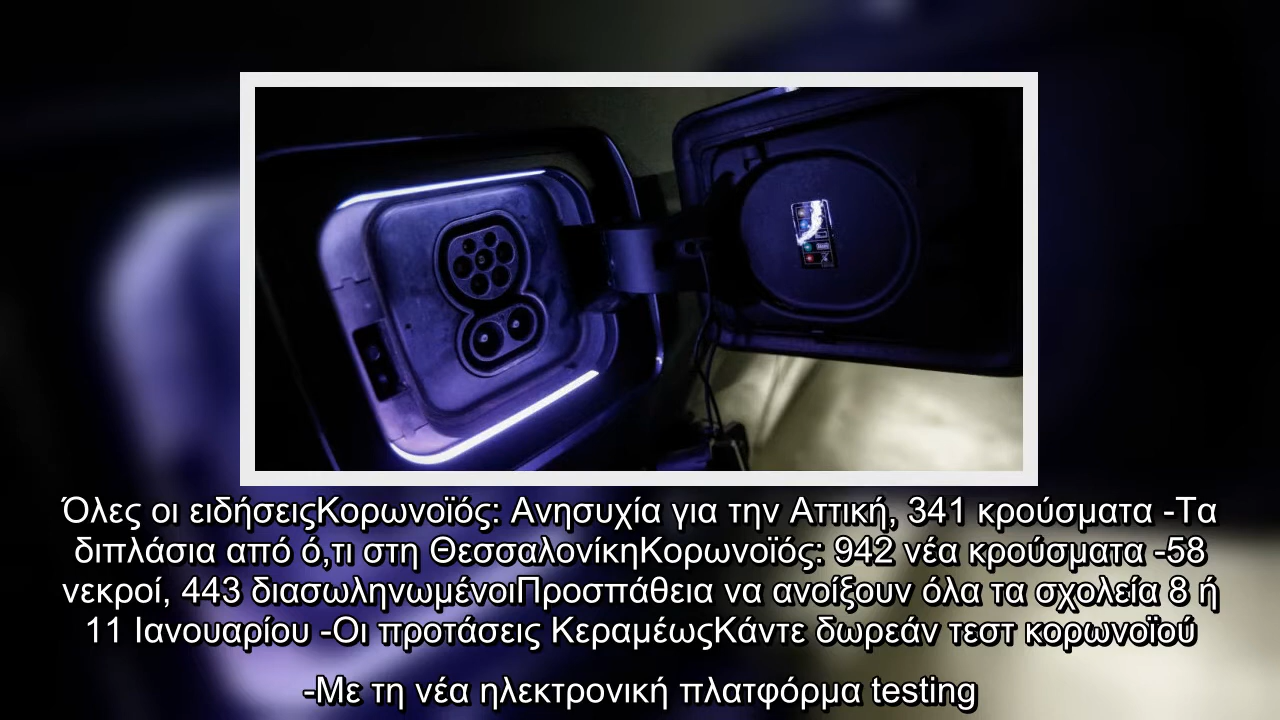 Όλες οι ειδήσειςΚορωνοϊός: Ανησυχία για την Αττική, 341 κρούσματα -Τα
διπλάσια από ό,τι στη ΘεσσαλονίκηΚορωνοϊός: 942 νέα κρούσματα -58
νεκροί, 443 διασωληνωμένοιΠροσπάθεια να ανοίξουν όλα τα σχολεία 8 ή
11 Ιανουαρίου -Οι προτάσεις ΚεραμέωςΚάντε δωρεάν τεστ κορωνοϊού
-Με τη νέα ηλεκτρονική πλατφόρμα testing